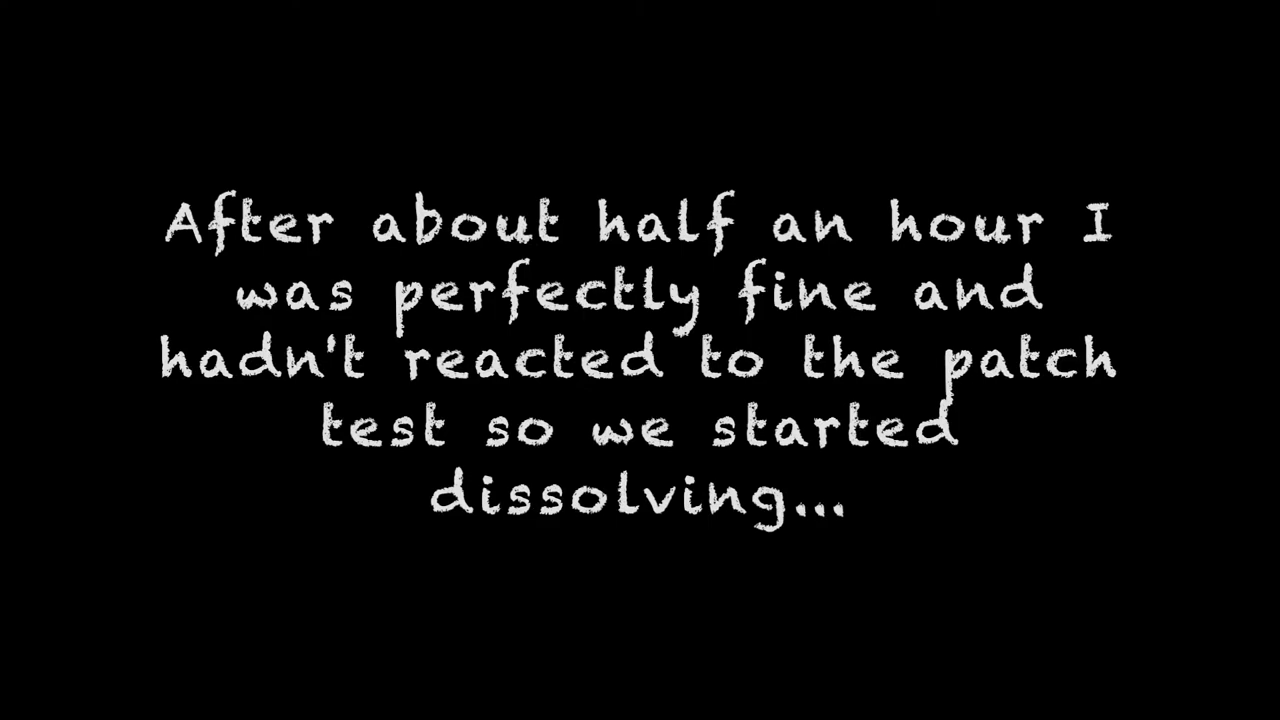 After about half an hour I
was perfectly fine and
hadn't reacted to the patch
test so we started
dissolving...